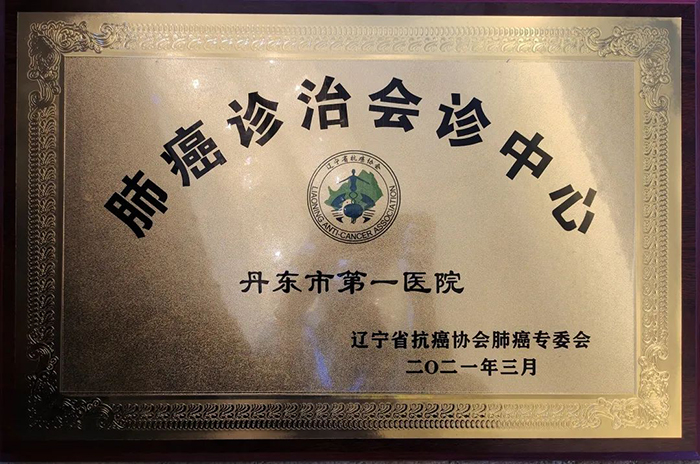 肺癌诊治会诊中心
辽宁省抗癌协会
LIAONING ANTI-CANCER ASSOCIATION
丹东市第一医院
辽宁省抗癌协会肺癌专委会
二〇二一年三月